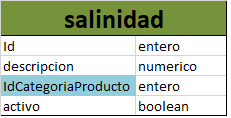 salinidad
Id entero
descripcion numerico
IdCategoriaProducto entero
activo boolean